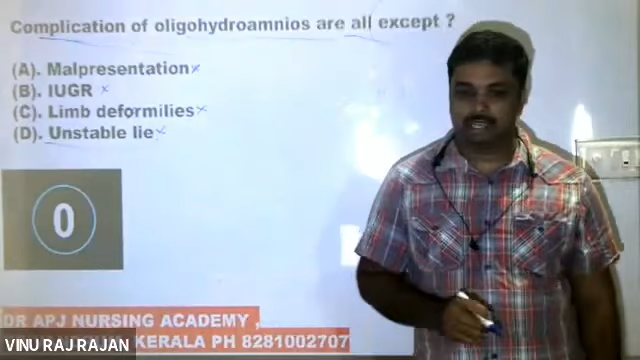 Complication of oligohydroamnios are all except ?
(A). Malpresentation
(B). IUGR
(C). Limb deformilies
(D). Unstable lie
0
DR APJ NURSING ACADEMY ,
KERALA PH 8281002707
VINU RAJ RAJAN